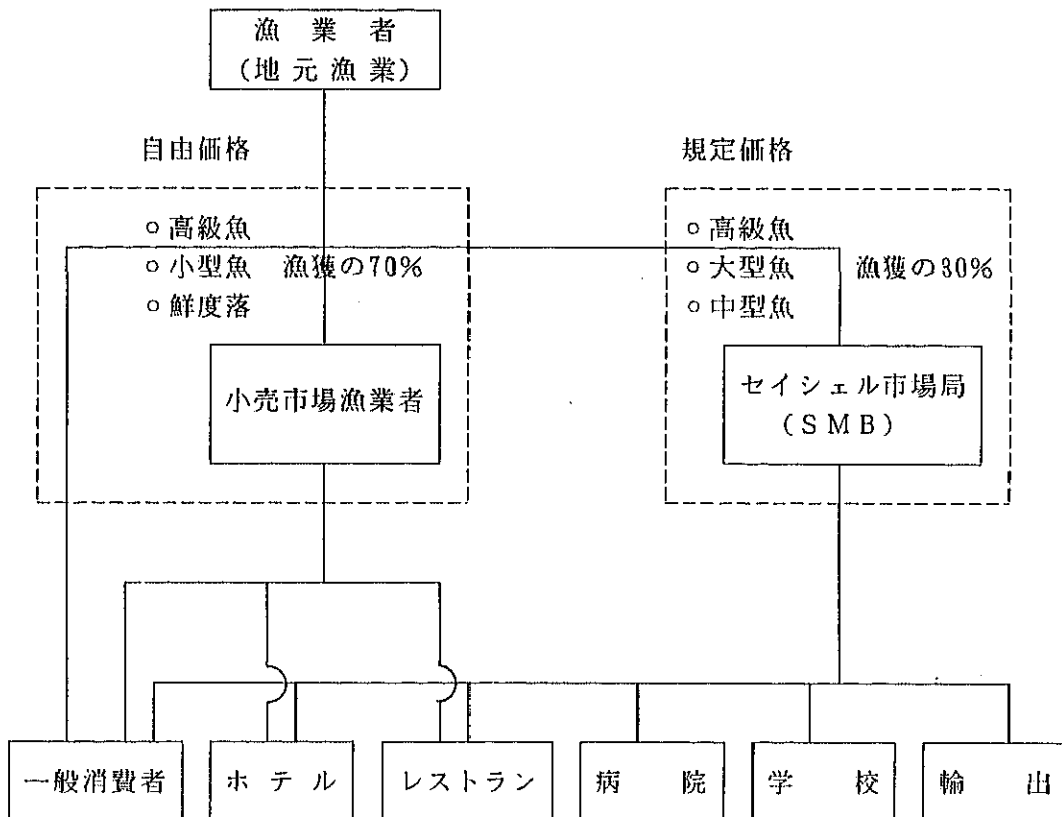 漁業者
(地元漁業)
自由価格
規定価格
○高級魚
○小型魚 漁獲の70%
○鮮度落
○高級魚
○大型魚 漁獲の30%
○中型魚
小売市場漁業者
セイシェル市場局
(SMB)
一般消費者
ホテル
レストラン
病院
学校
輸出